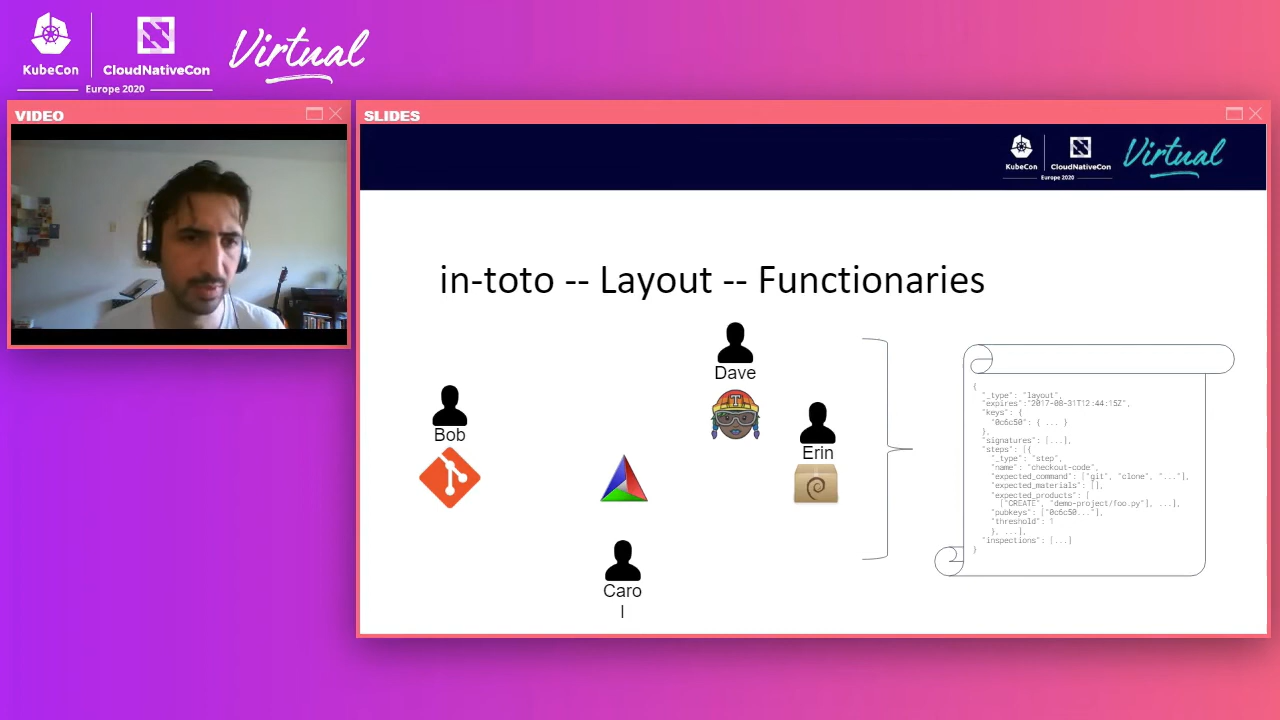 KubeCon
CloudNativeCon
Europe 2020
Virtual
VIDEO
SLIDES
KubeCon
CloudNativeCon
Europe 2020
Virtual
in-toto -- Layout -- Functionaries
Dave
Bob
Erin
Caro
l
{
"_type": "layout",
"expires":"2017-08-31T12:44:15Z",
"keys": {
"0c6c50": { ... }
},
"signatures": [...],
"steps": [{
"_type": "step",
"name": "checkout-code",
"expected_command": ["git", "clone", "..."],
"expected_materials": [],
"expected_products": [
["CREATE", "demo-project/foo.py"], ...],
"pubkeys": ["0c6c50..."],
"threshold": 1
}, ...],
"inspections": [...]
}